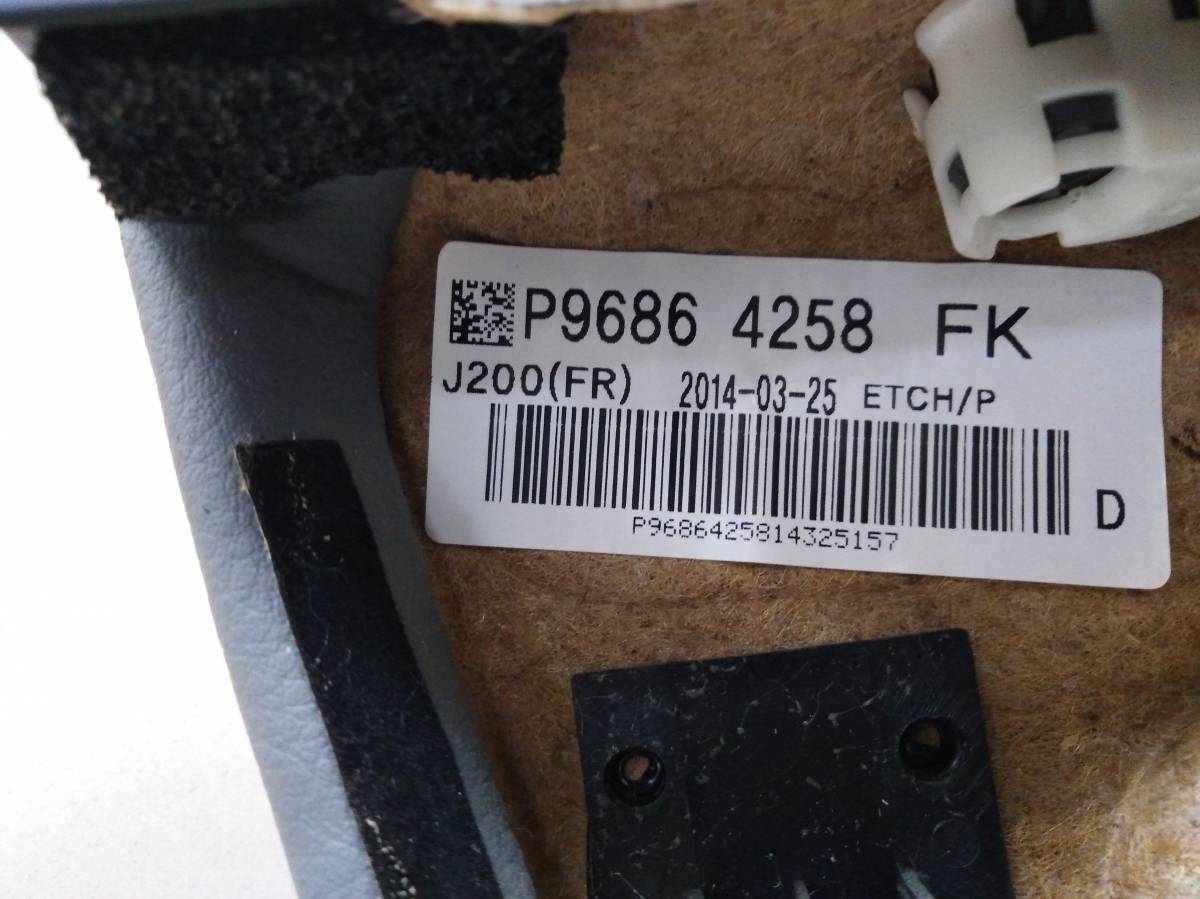 P9686 4258 FK
J200(FR) 2014-03-25 ETCH/P
D
P9686425814325157